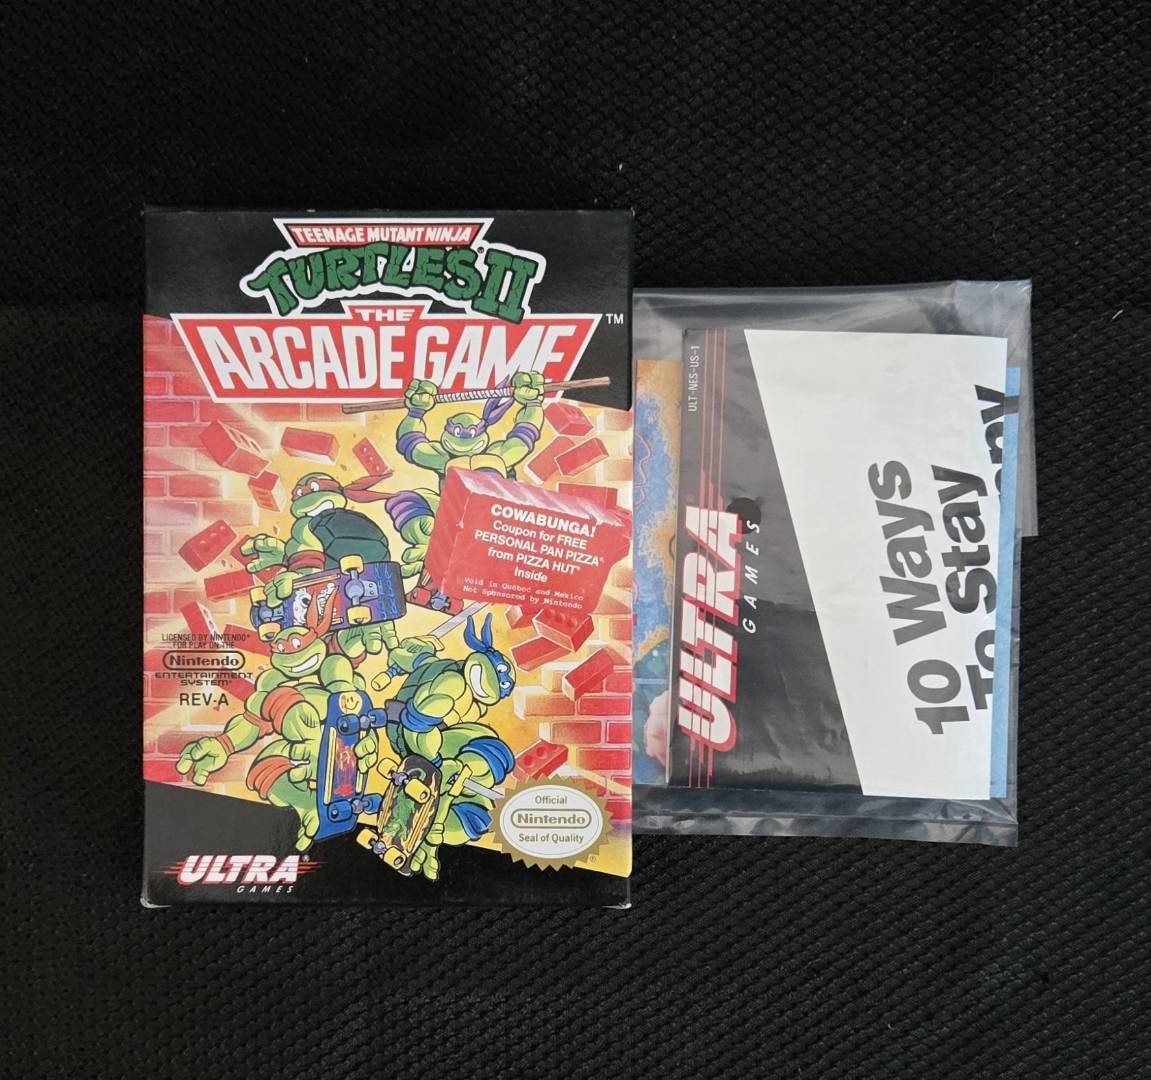 TEENAGE MUTANT NINJA
TURTLES® II
THE
ARCADE GAME™
COWABUNGA!
Coupon for FREE
PERSONAL PAN PIZZA®
from PIZZA HUT®
Inside
Void in Quebec and Mexico
Not Sponsored by Nintendo
LICENSED BY NINTENDO®
FOR PLAY ON THE
Nintendo
ENTERTAINMENT
SYSTEM®
REV-A
Official
Nintendo
Seal of Quality
®
ULTRA®
GAMES
ULT-NES-US-1
ULTRA
GAMES
10 Ways
To Stay